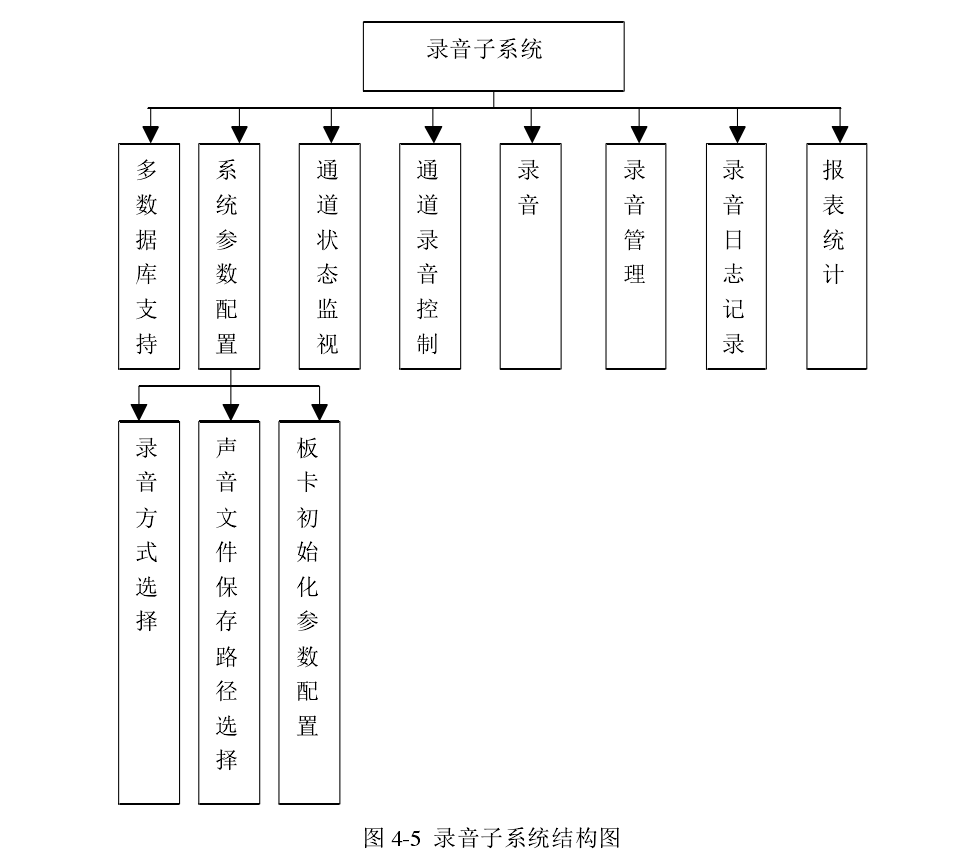 录音子系统
多数据库支持
系统参数配置
通道状态监视
通道录音控制
录音
录音管理
录音日志记录
报表统计
录音方式选择
声音文件保存路径选择
板卡初始化参数配置
图 4-5 录音子系统结构图